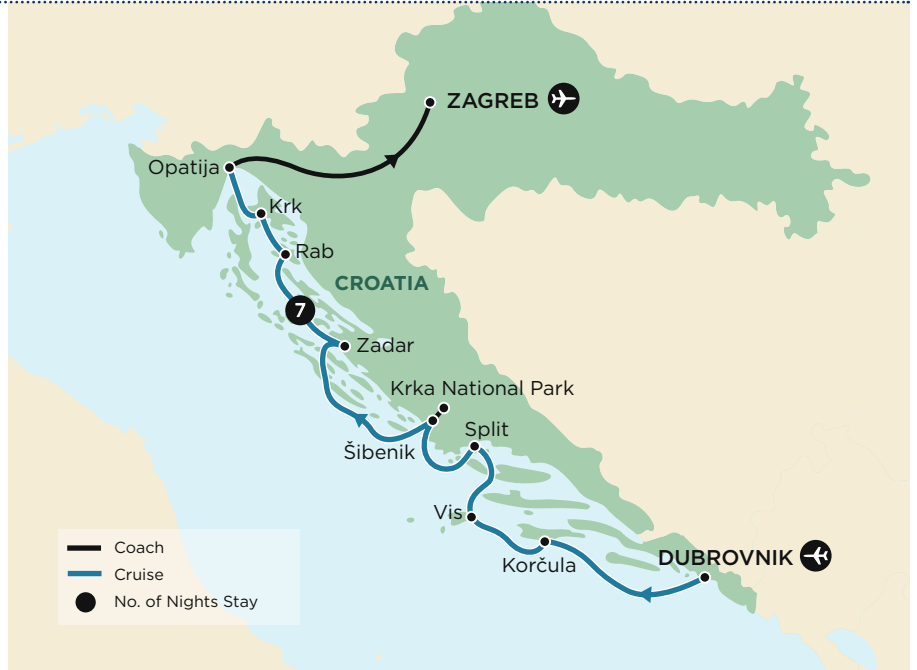 ZAGREB
Opatija
Krk
Rab
CROATIA
7
Zadar
Krka National Park
Split
Šibenik
Vis
DUBROVNIK
Korčula
Coach
Cruise
No. of Nights Stay